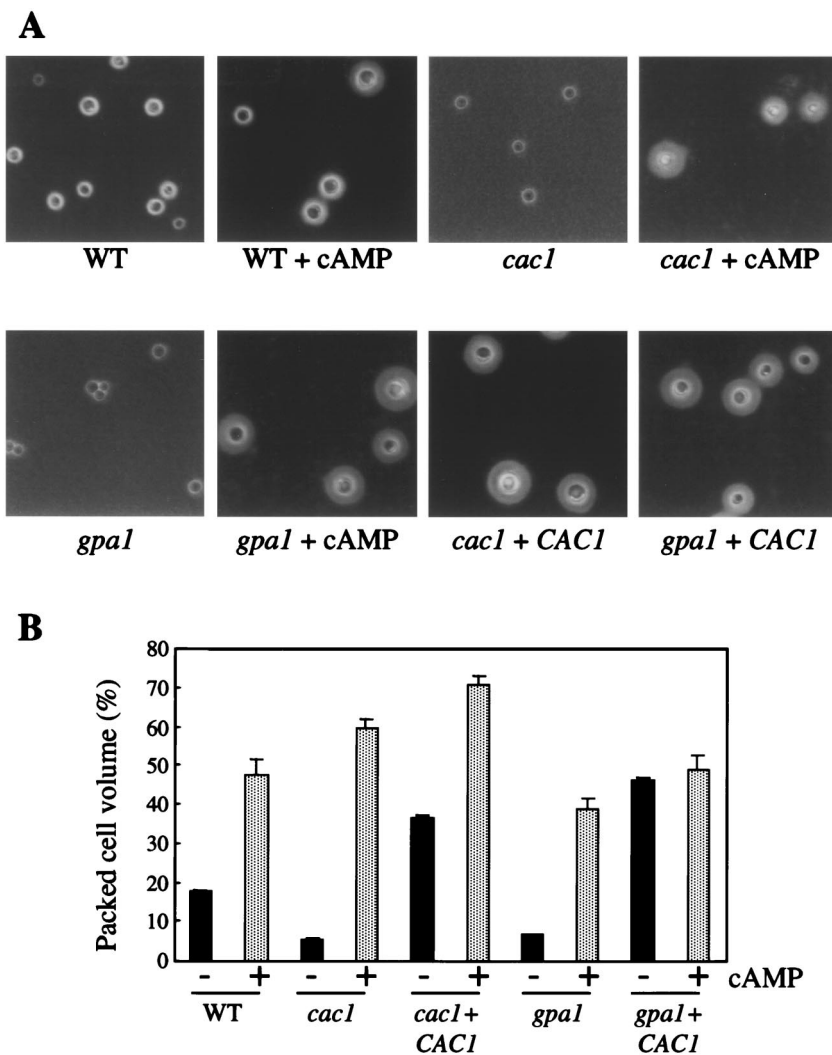 A
WT
WT + cAMP
cac1
cac1 + cAMP
gpa1
gpa1 + cAMP
cac1 + CAC1
gpa1 + CAC1
B
Packed cell volume (%)
80
70
60
50
40
30
20
10
0
- + - + - + - + - + cAMP
WT cac1 cac1 + gpa1 gpa1 +
CAC1 CAC1